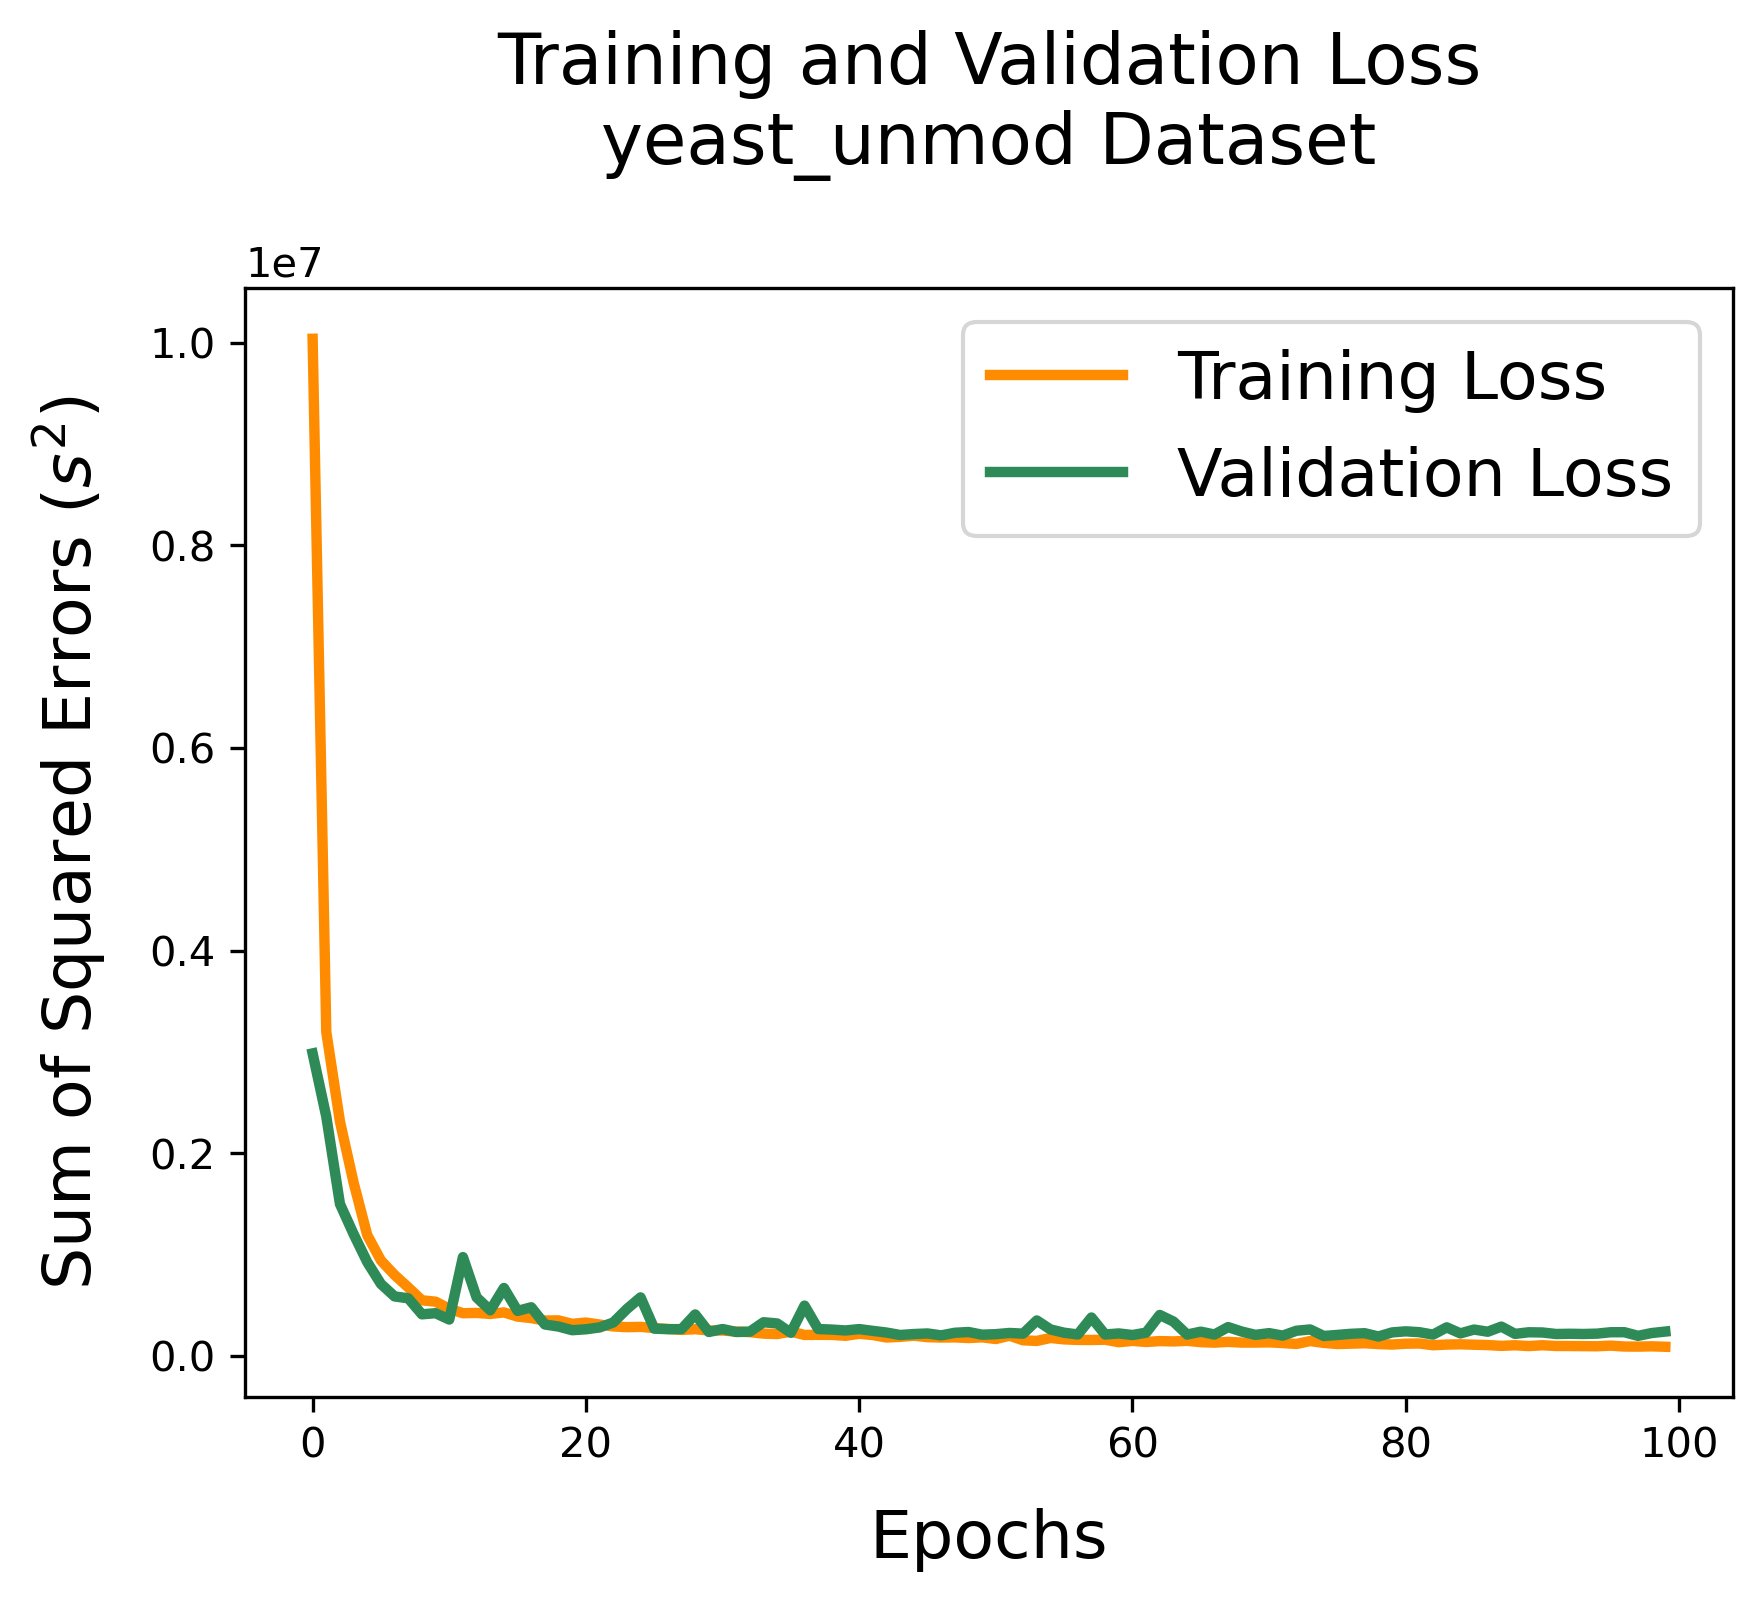 Training and Validation Loss
yeast_unmod Dataset
1e7
Training Loss
Validation Loss
1.0
0.8
0.6
0.4
0.2
0.0
Sum of Squared Errors (s²)
0 20 40 60 80 100
Epochs